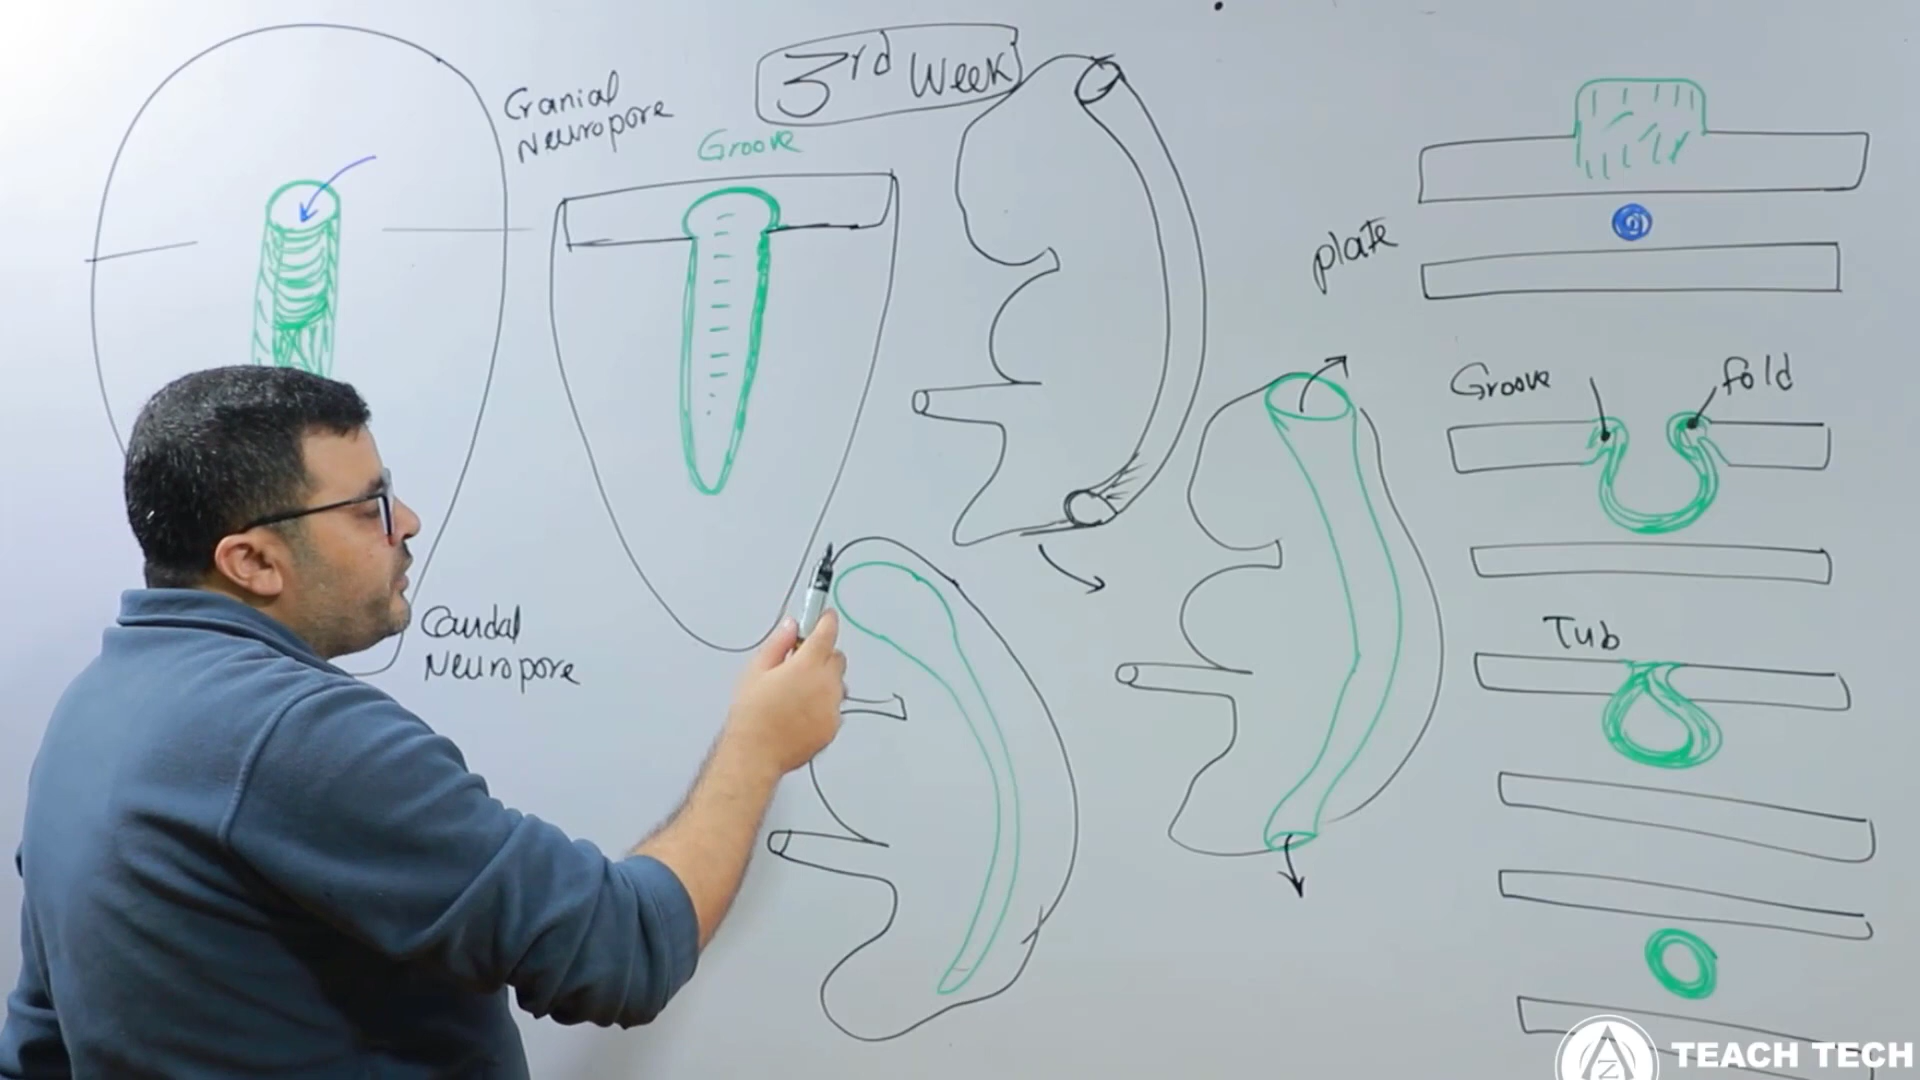 3rd Week
Cranial
Neuropore
Groove
plate
Groove
fold
Tub
Caudal
Neuropore
TEACH TECH